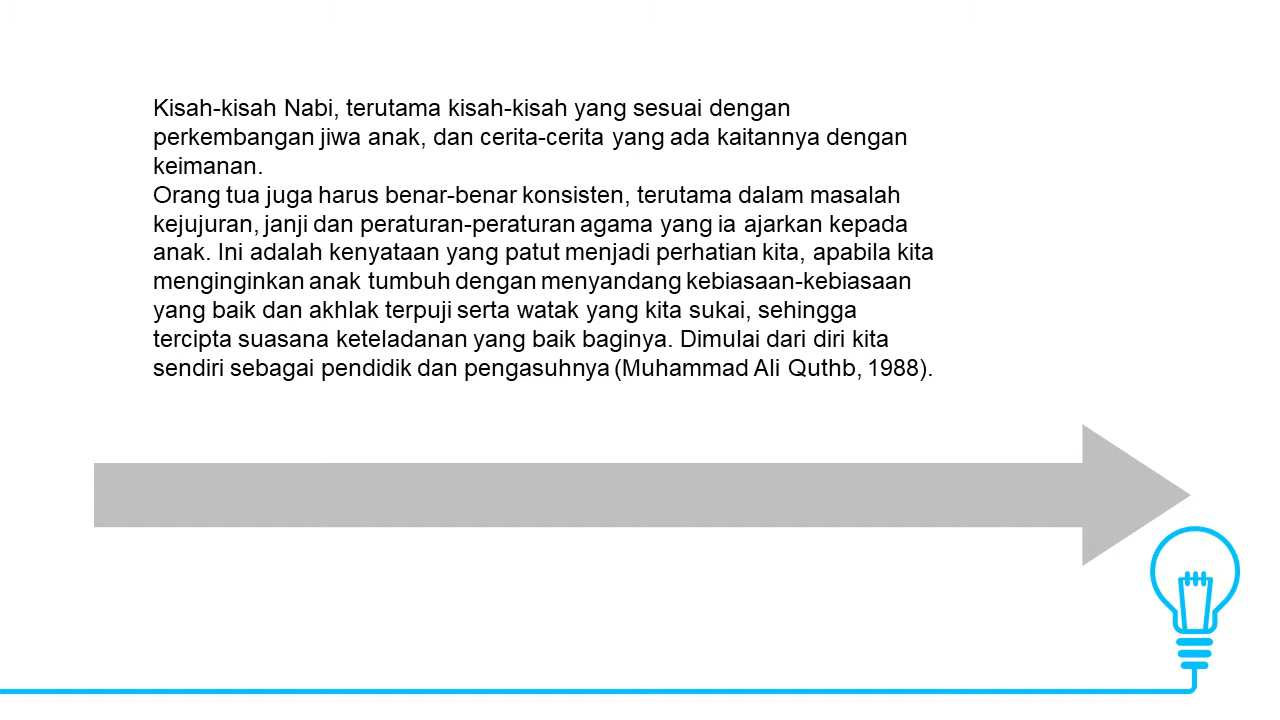 Kisah-kisah Nabi, terutama kisah-kisah yang sesuai dengan
perkembangan jiwa anak, dan cerita-cerita yang ada kaitannya dengan
keimanan.
Orang tua juga harus benar-benar konsisten, terutama dalam masalah
kejujuran, janji dan peraturan-peraturan agama yang ia ajarkan kepada
anak. Ini adalah kenyataan yang patut menjadi perhatian kita, apabila kita
menginginkan anak tumbuh dengan menyandang kebiasaan-kebiasaan
yang baik dan akhlak terpuji serta watak yang kita sukai, sehingga
tercipta suasana keteladanan yang baik baginya. Dimulai dari diri kita
sendiri sebagai pendidik dan pengasuhnya (Muhammad Ali Quthb, 1988).